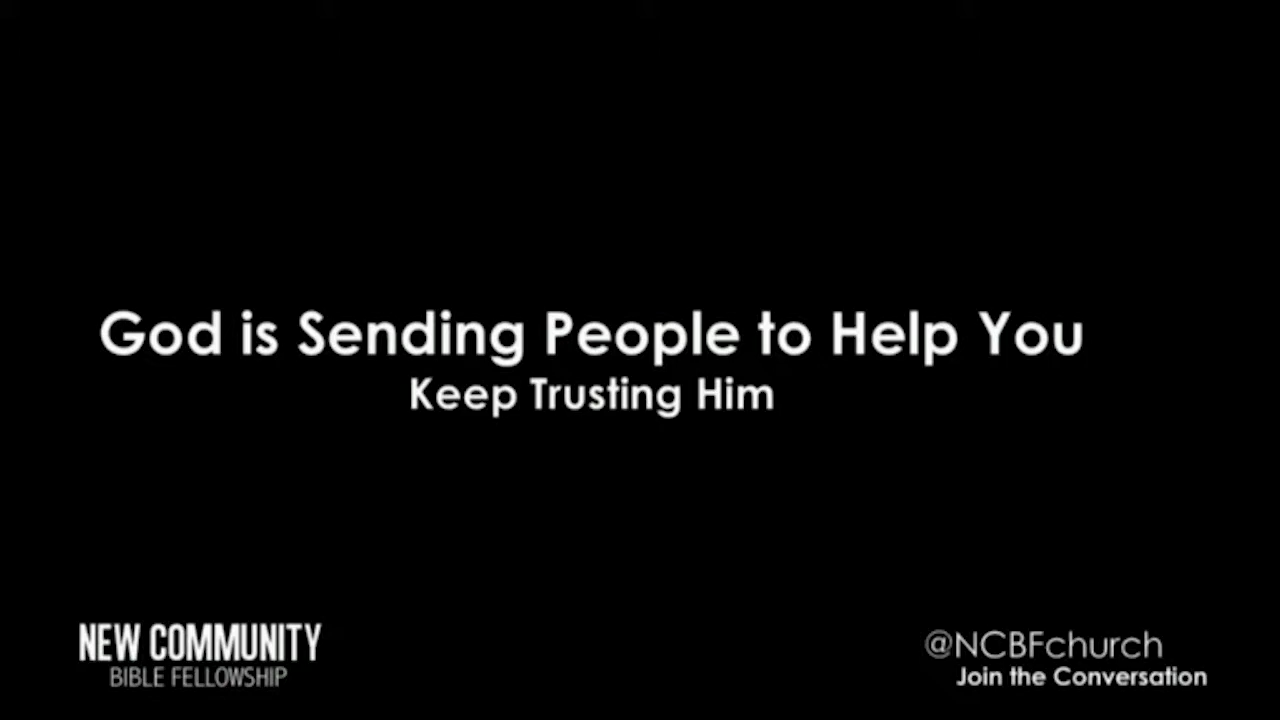 God is Sending People to Help You
Keep Trusting Him
NEW COMMUNITY
BIBLE FELLOWSHIP
@NCBFchurch
Join the Conversation